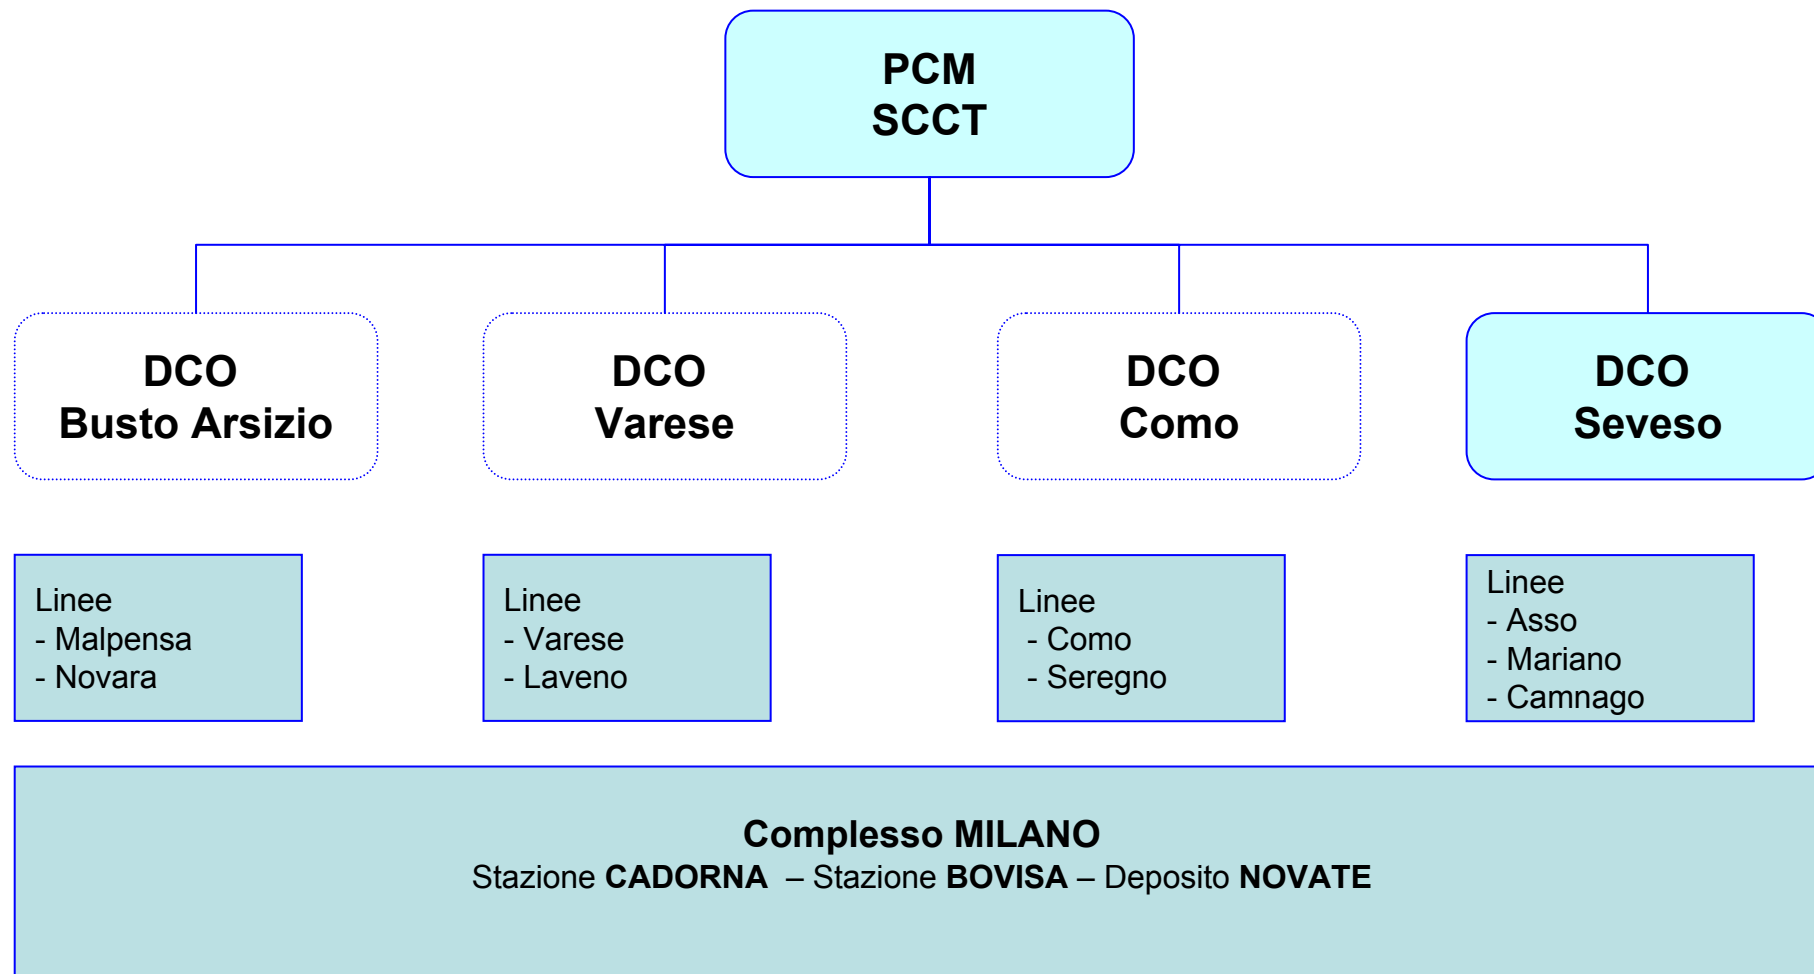 PCM
SCCT
DCO
Busto Arsizio
DCO
Varese
DCO
Como
DCO
Seveso
Linee
- Malpensa
- Novara
Linee
- Varese
- Laveno
Linee
- Como
- Seregno
Linee
- Asso
- Mariano
- Camnago
Complesso MILANO
Stazione CADORNA – Stazione BOVISA – Deposito NOVATE